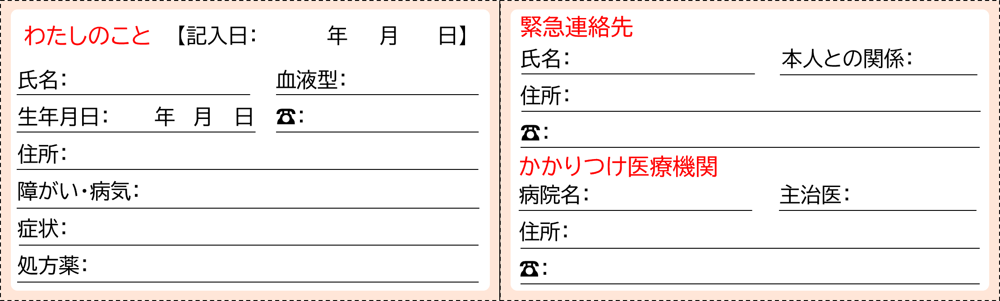 わたしのこと 【記入日： 年 月 日】
氏名： 血液型：
生年月日： 年 月 日 ☎：
住所：
障がい・病気：
症状：
処方薬：
緊急連絡先
氏名： 本人との関係：
住所：
☎：
かかりつけ医療機関
病院名： 主治医：
住所：
☎：